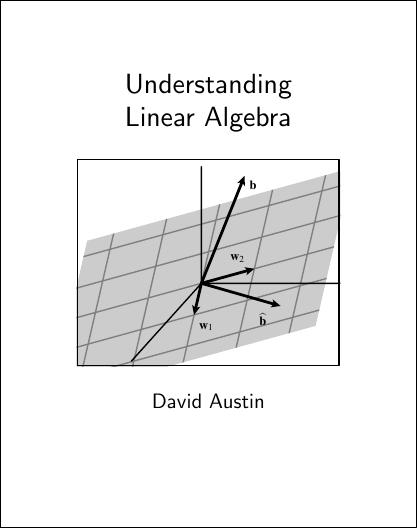 Understanding
Linear Algebra
b
w₂
b̂
w₁
David Austin